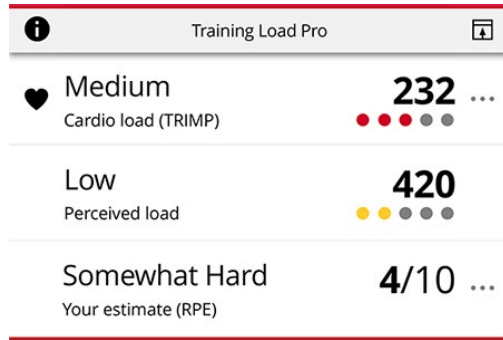 Training Load Pro
Medium 232 ...
Cardio load (TRIMP)
Low 420
Perceived load
Somewhat Hard 4/10 ...
Your estimate (RPE)